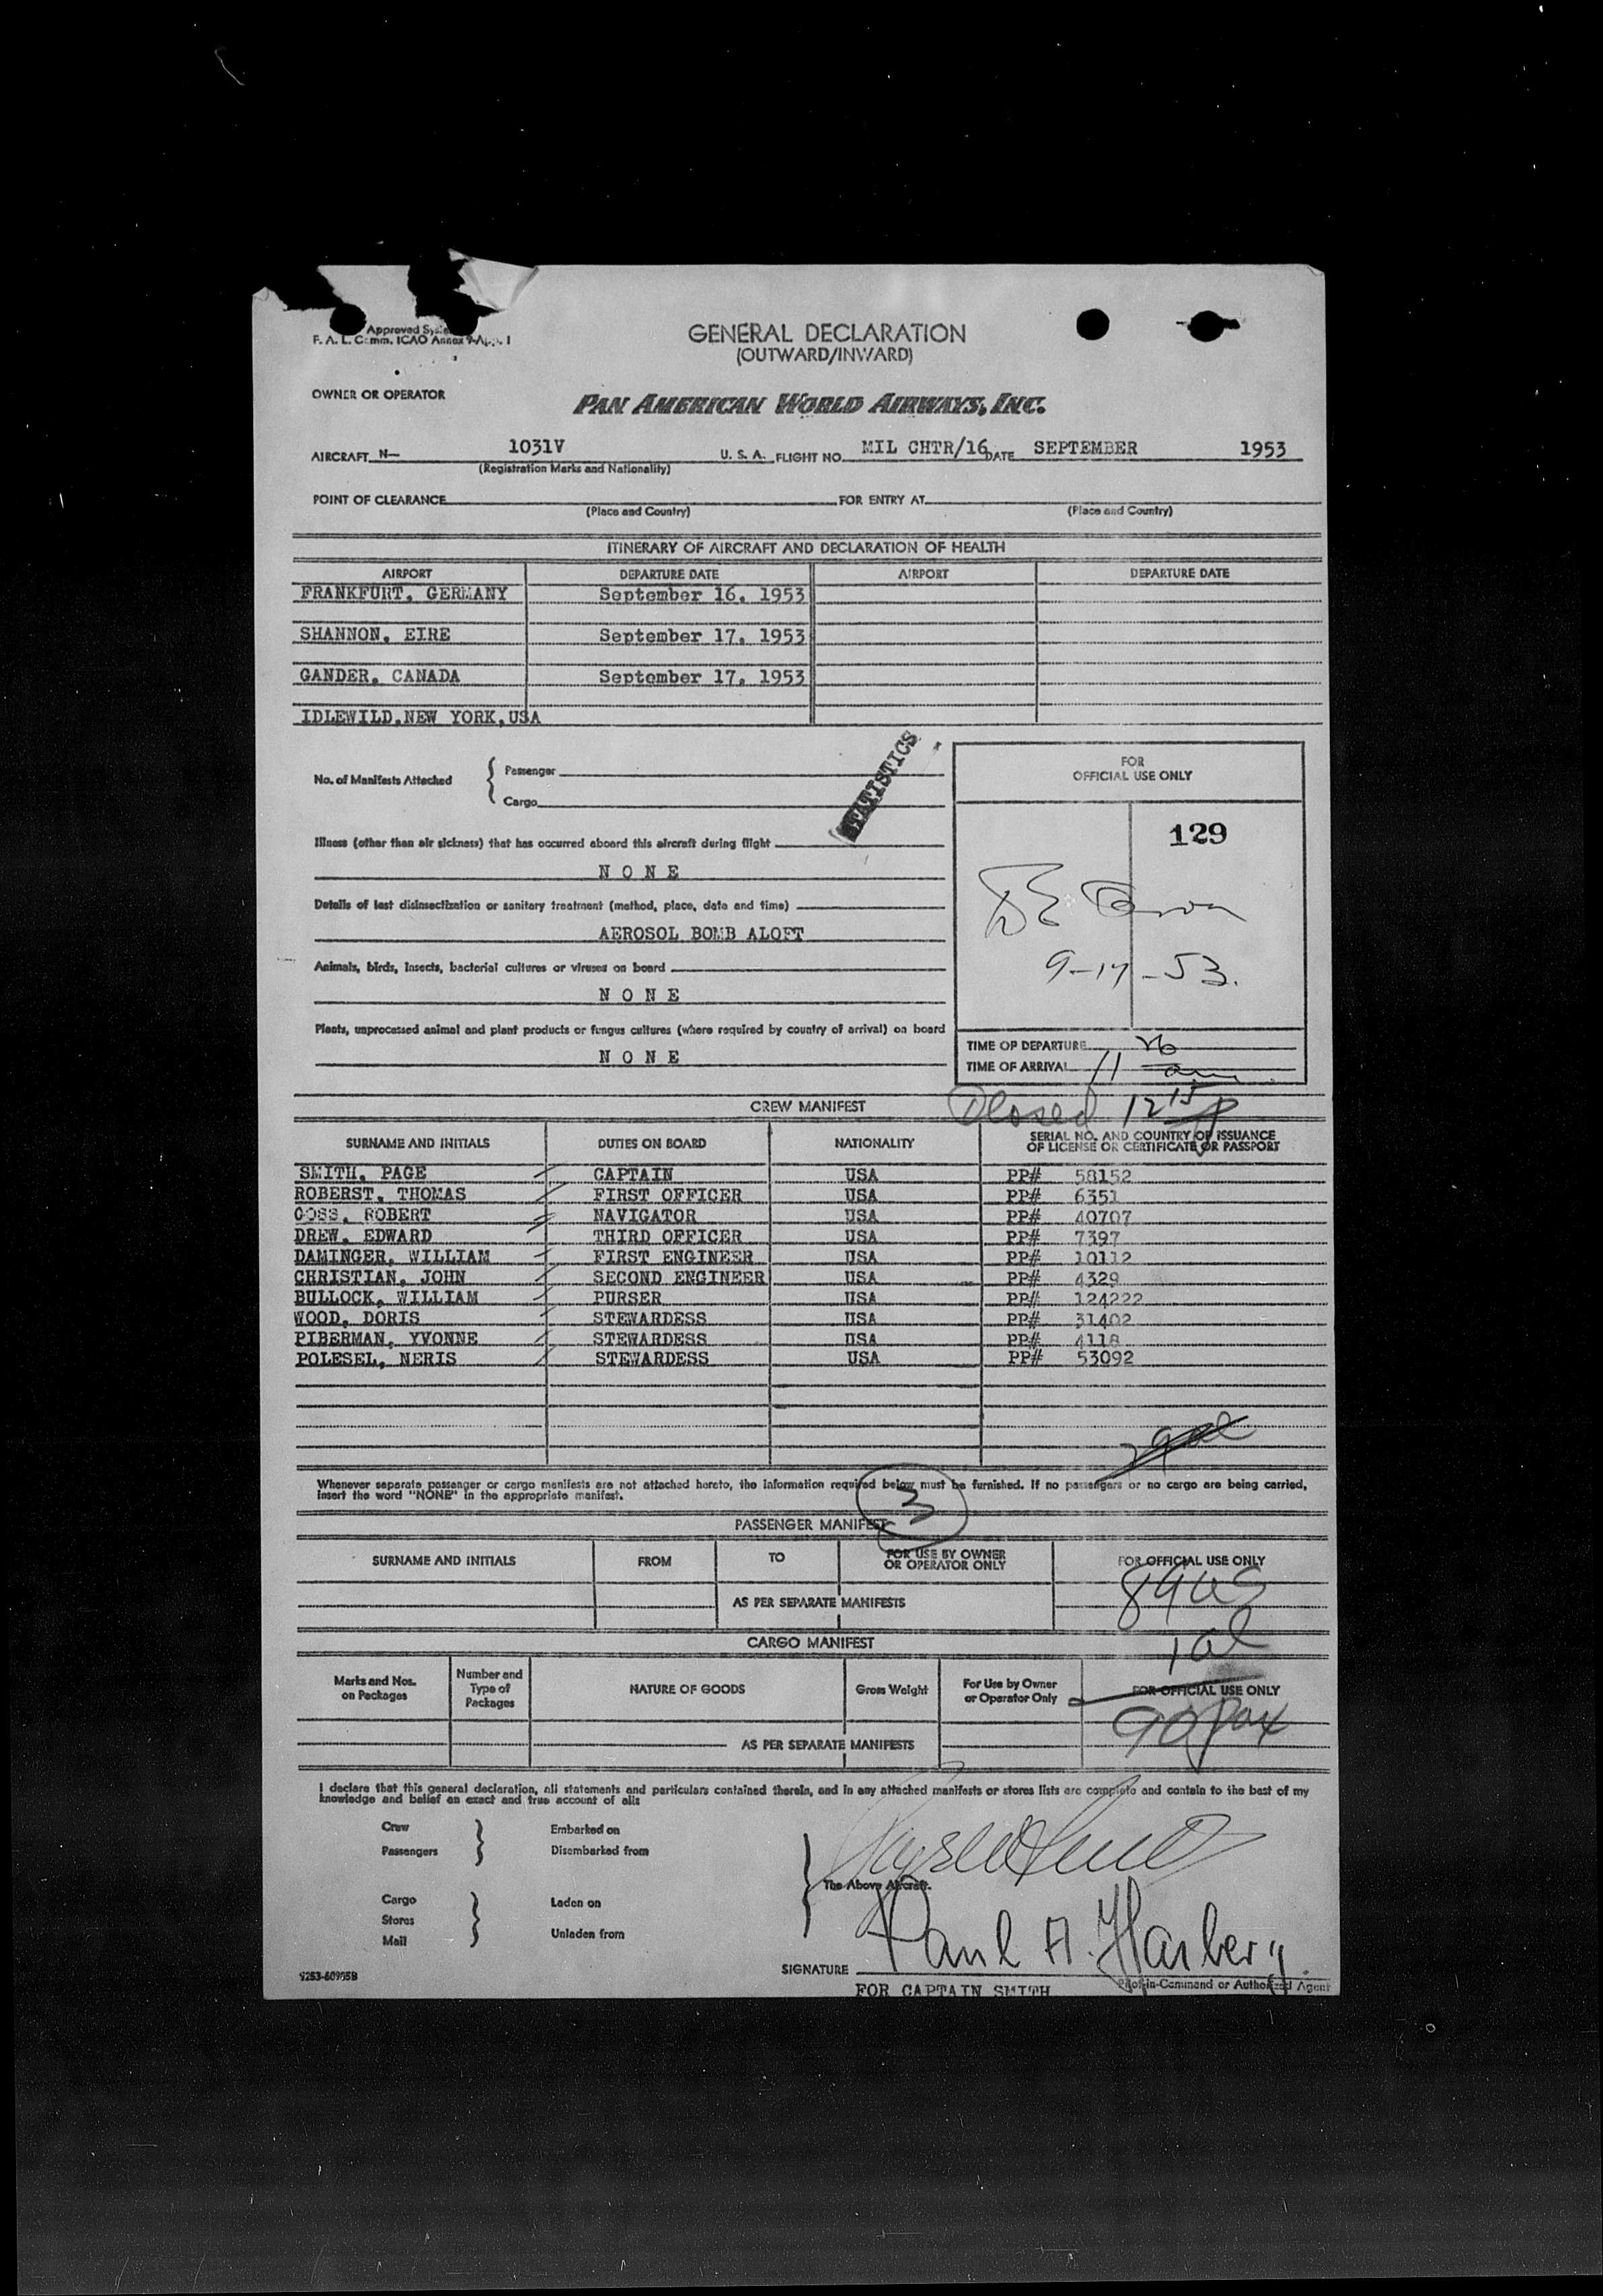 Approved
F. A. L. Comm. ICAO Annex 9-App. 1
GENERAL DECLARATION
(OUTWARD/INWARD)
OWNER OR OPERATOR
PAN AMERICAN WORLD AIRWAYS, INC.
AIRCRAFT N— 1031V U. S. A. FLIGHT NO. MIL CHTR/16 DATE SEPTEMBER 1953
(Registration Marks and Nationality)
POINT OF CLEARANCE FOR ENTRY AT
(Place and Country) (Place and Country)
ITINERARY OF AIRCRAFT AND DECLARATION OF HEALTH
AIRPORT DEPARTURE DATE AIRPORT DEPARTURE DATE
FRANKFURT, GERMANY September 16, 1953
SHANNON, EIRE September 17, 1953
GANDER, CANADA September 17, 1953
IDLEWILD,NEW YORK,USA
STATISTICS
No. of Manifests Attached { Passenger
Cargo
FOR
OFFICIAL USE ONLY
129
9-17-53.
Illness (other than air sickness) that has occurred aboard this aircraft during flight
N O N E
Details of last disinsectization or sanitary treatment (method, place, date and time)
AEROSOL BOMB ALOFT
Animals, birds, insects, bacterial cultures or viruses on board
N O N E
Plants, unprocessed animal and plant products or fungus cultures (where required by country of arrival) on board
N O N E
TIME OF DEPARTURE
TIME OF ARRIVAL 11 26 am
Closed 12 15 p
CREW MANIFEST
SURNAME AND INITIALS DUTIES ON BOARD NATIONALITY SERIAL NO. AND COUNTRY OF ISSUANCE
OF LICENSE OR CERTIFICATE OR PASSPORT
SMITH, PAGE CAPTAIN USA PP# 58152
ROBERST, THOMAS FIRST OFFICER USA PP# 6351
GOSS, ROBERT NAVIGATOR USA PP# 40707
DREW, EDWARD THIRD OFFICER USA PP# 7397
DAMINGER, WILLIAM FIRST ENGINEER USA PP# 10112
CHRISTIAN, JOHN SECOND ENGINEER USA PP# 4329
BULLOCK, WILLIAM PURSER USA PP# 124222
WOOD, DORIS STEWARDESS USA PP# 31402
PIBERMAN, YVONNE STEWARDESS USA PP# 4118
POLESEL, NERIS STEWARDESS USA PP# 53092
Whenever separate passenger or cargo manifests are not attached hereto, the information required below must be furnished. If no passengers or no cargo are being carried,
insert the word "NONE" in the appropriate manifest.
3
PASSENGER MANIFEST
SURNAME AND INITIALS FROM TO FOR USE BY OWNER
OR OPERATOR ONLY FOR OFFICIAL USE ONLY
89 US
AS PER SEPARATE MANIFESTS
1 al
CARGO MANIFEST
Marks and Nos.
on Packages Number and
Type of
Packages NATURE OF GOODS Gross Weight For Use by Owner
or Operator Only FOR OFFICIAL USE ONLY
90 Pax
AS PER SEPARATE MANIFESTS
I declare that this general declaration, all statements and particulars contained therein, and in any attached manifests or stores lists are complete and contain to the best of my
knowledge and belief an exact and true account of all:
Crew Embarked on
Passengers Disembarked from
The Above Aircraft.
Cargo Laden on
Stores
Mail Unladen from
Paul A. Harberg
SIGNATURE
Pilot-in-Command or Authorized Agent
FOR CAPTAIN SMITH